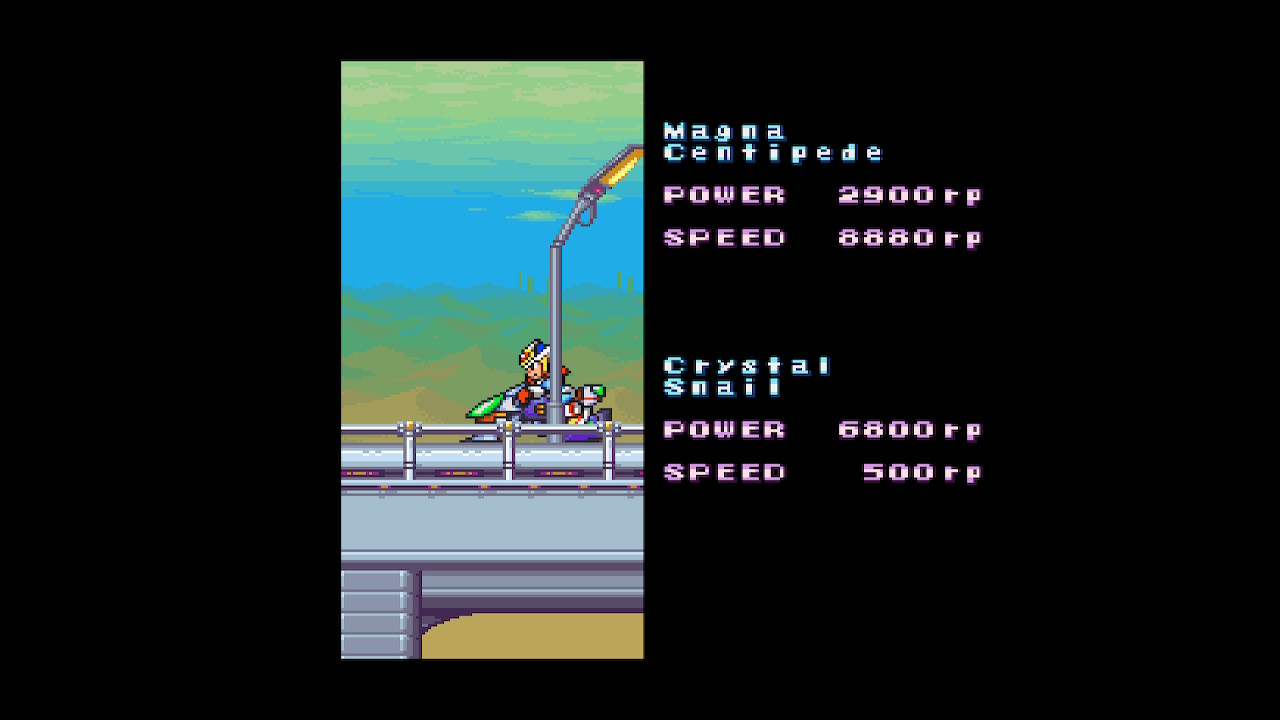 Magna
Centipede
POWER 2900rp
SPEED 8880rp
Crystal
Snail
POWER 6800rp
SPEED 500rp